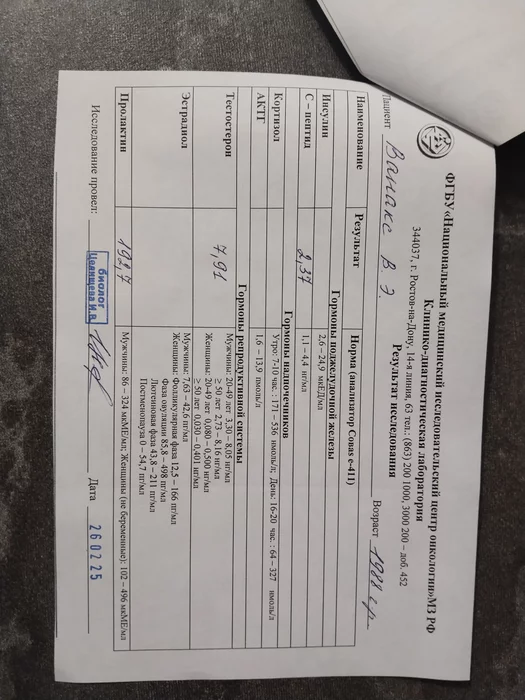 ФГБУ«Национальный медицинский исследовательский центр онкологии»МЗ РФ
Клинико-диагностическая лаборатория
344037, г. Ростов-на-Дону, 14-я линия, 63 тел.: (863) 200 1000, 3000 200 – доб. 452
Результат исследования
Пациент Ванакс В. Э. Возраст 1988 г.р.
Наименование Результат Норма (анализатор Cobas e-411)
Гормоны поджелудочной железы
Инсулин 2,6 – 24,9 мкЕД/мл
С – пептид 2,37 1,1 – 4,4 нг/мл
Гормоны надпочечников
Кортизол Утро: 7-10 час. : 171 – 536 нмоль/л; День: 16-20 час. : 64 – 327 нмоль/л
АКТГ 1,6 – 13,9 пмоль/л
Гормоны репродуктивной системы
Тестостерон 7,91 Мужчины: 20-49 лет 3,30 – 8,05 нг/мл
≥ 50 лет 2,73 – 8,16 нг/мл
Женщины: 20-49 лет 0,080 – 0,500 нг/мл
≥ 50 лет 0,030 – 0,401 нг/мл
Эстрадиол Мужчины: 7,63 – 42,6 пг/мл
Женщины: Фолликулярная фаза 12,5 – 166 пг/мл
Фаза овуляции 85,8 – 498 пг/мл
Лютеиновая фаза 43,8 – 211 пг/мл
Постменопауза 0 – 54,7 пг/мл
Пролактин 192,7 Мужчины: 86 – 324 мкМЕ/мл; Женщины (не беременные): 102 – 496 мкМЕ/мл
Исследование провел: биолог Дата 260225
Целищева И.В.